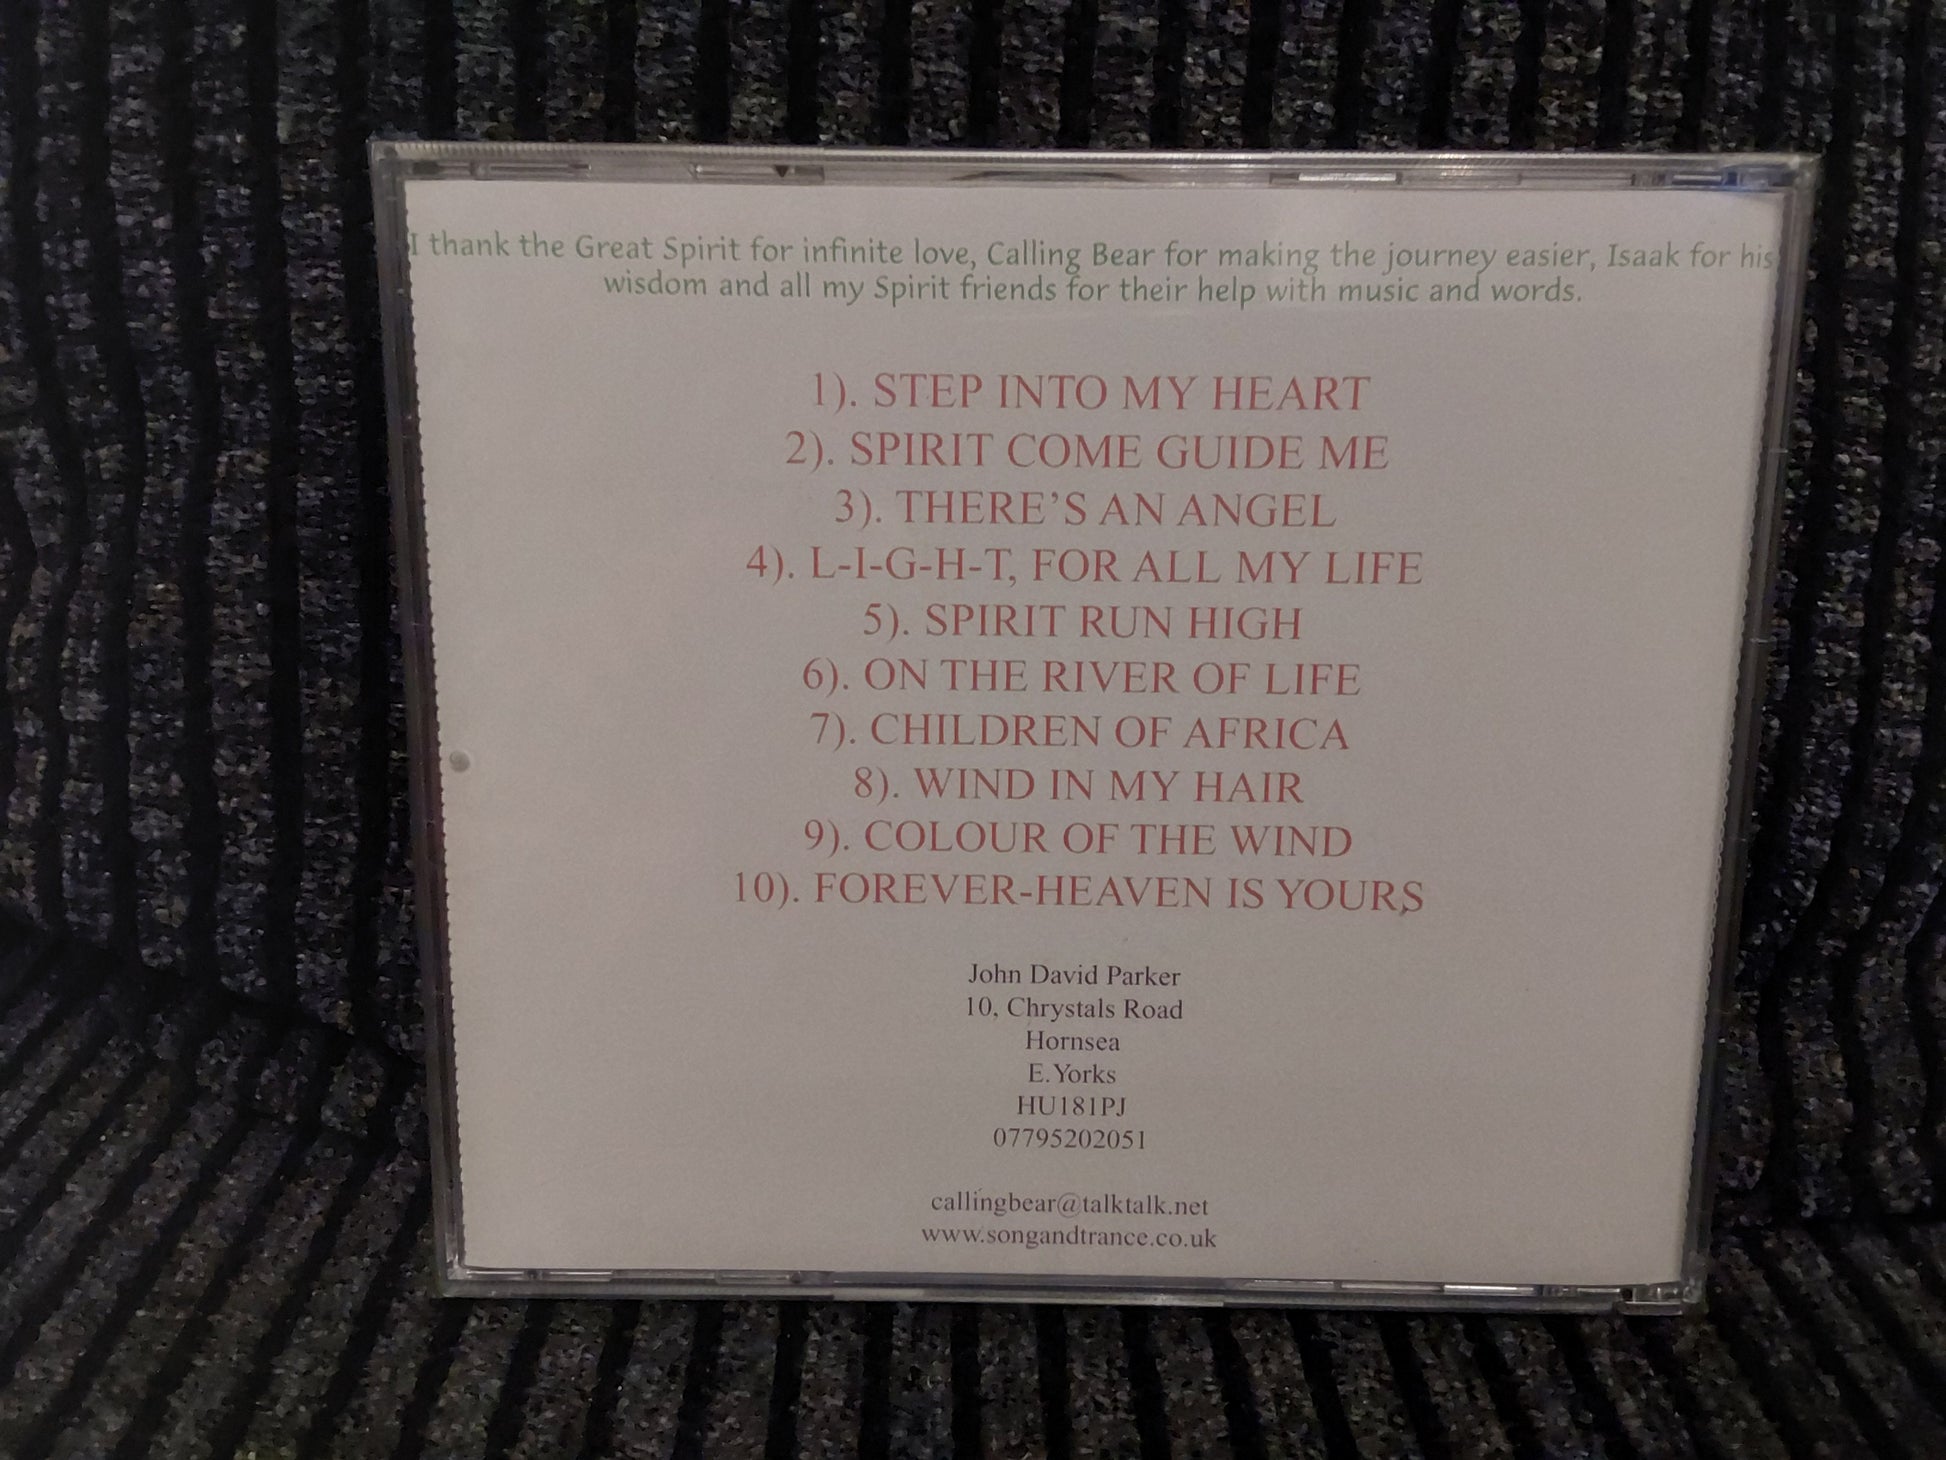 I thank the Great Spirit for infinite love, Calling Bear for making the journey easier, Isaak for his
wisdom and all my Spirit friends for their help with music and words.
1). STEP INTO MY HEART
2). SPIRIT COME GUIDE ME
3). THERE’S AN ANGEL
4). L-I-G-H-T, FOR ALL MY LIFE
5). SPIRIT RUN HIGH
6). ON THE RIVER OF LIFE
7). CHILDREN OF AFRICA
8). WIND IN MY HAIR
9). COLOUR OF THE WIND
10). FOREVER-HEAVEN IS YOURS
John David Parker
10, Chrystals Road
Hornsea
E.Yorks
HU181PJ
07795202051
callingbear@talktalk.net
www.songandtrance.co.uk